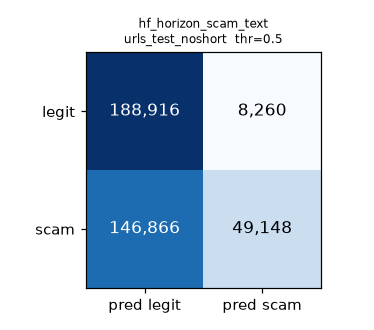 hf_horizon_scam_text
urls_test_noshort  thr=0.5
legit
188,916
8,260
scam
146,866
49,148
pred legit
pred scam